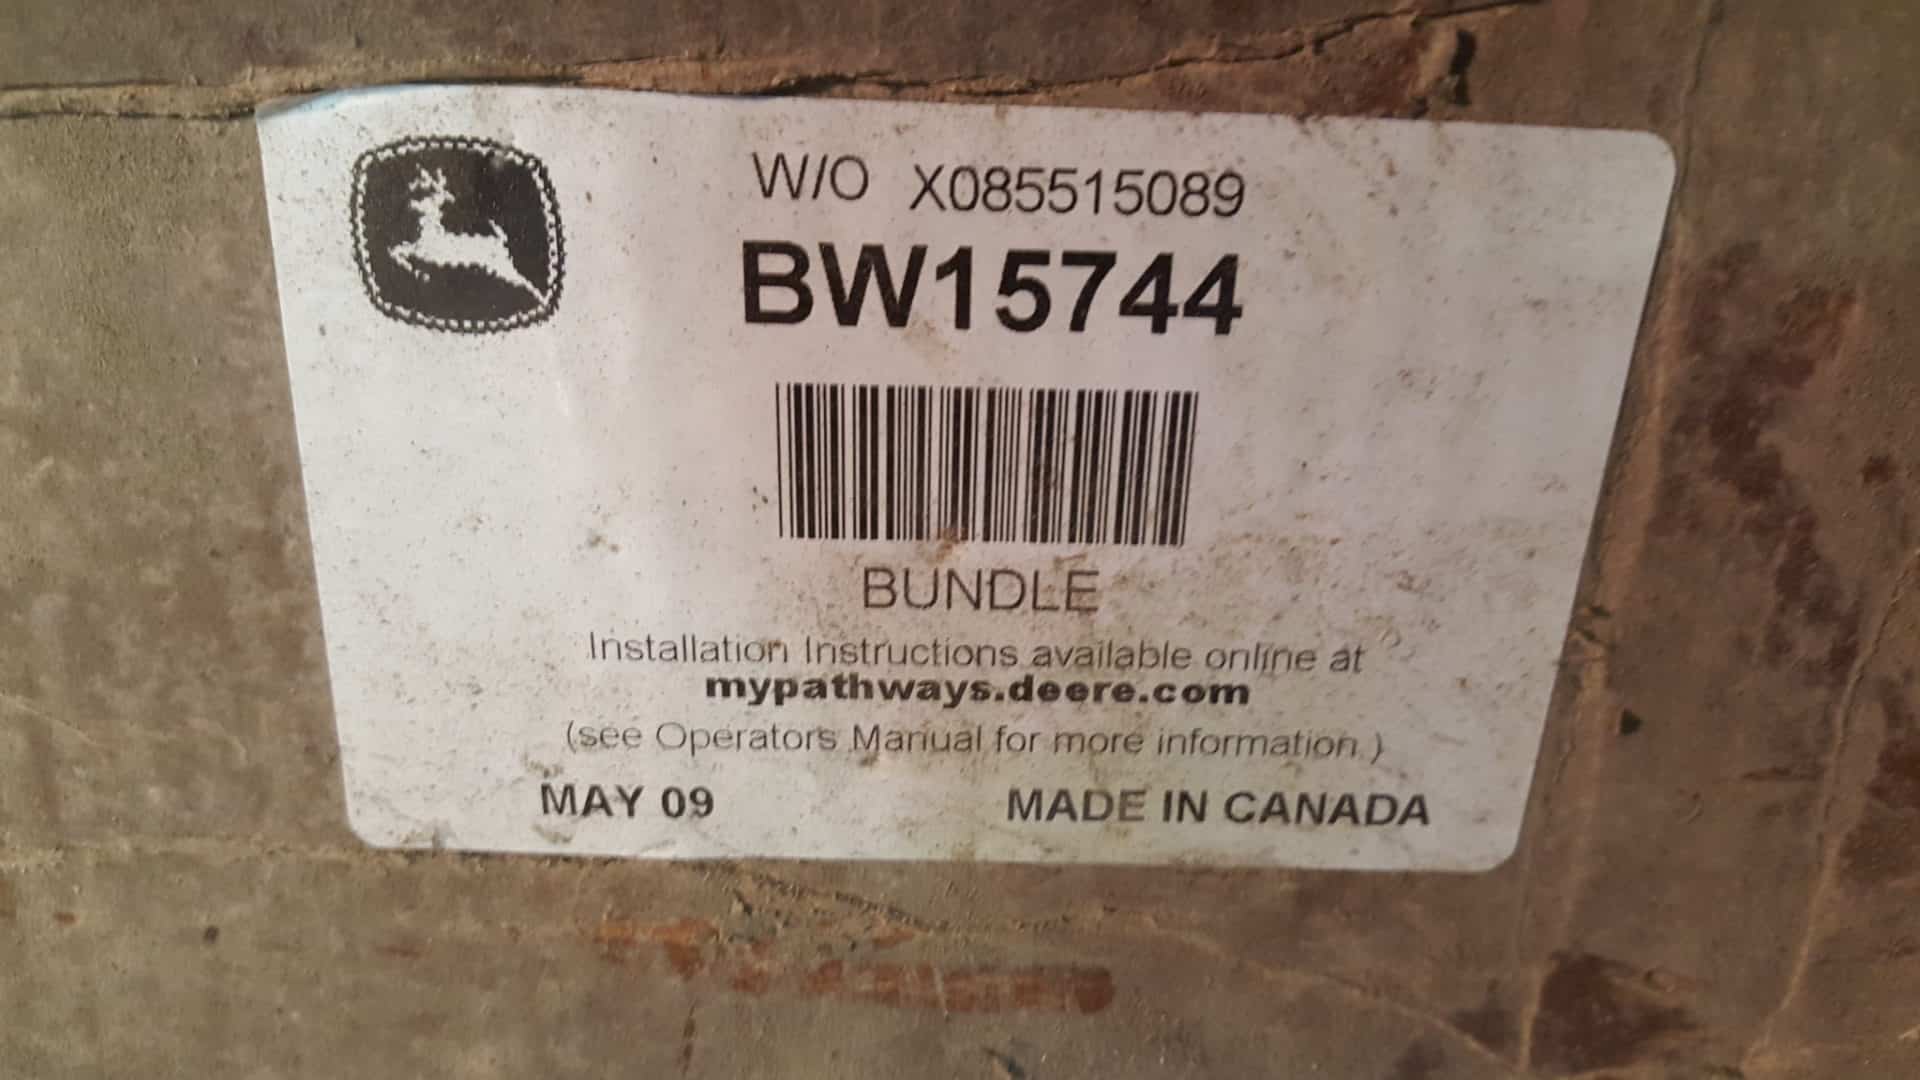 W/O X085515089
BW15744
BUNDLE
Installation Instructions available online at
mypathways.deere.com
(see Operators Manual for more information.)
MAY 09 MADE IN CANADA